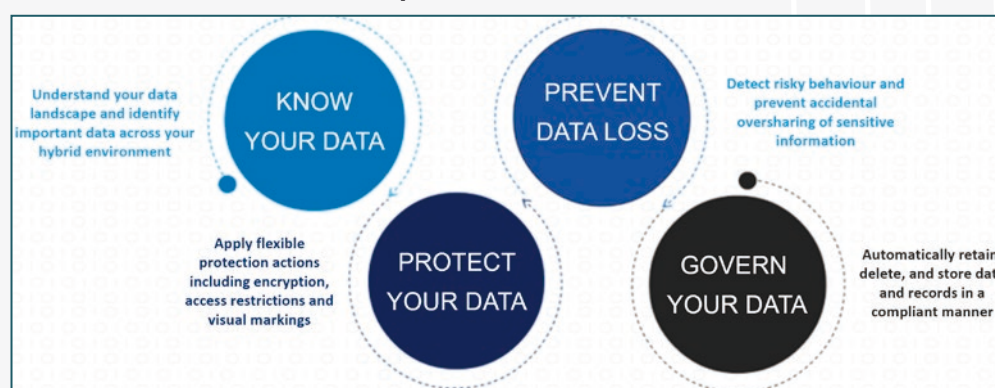 Understand your data
landscape and identify
important data across your
hybrid environment
KNOW
YOUR DATA
Apply flexible
protection actions
including encryption,
access restrictions and
visual markings
PROTECT
YOUR DATA
PREVENT
DATA LOSS
Detect risky behaviour and
prevent accidental
oversharing of sensitive
information
GOVERN
YOUR DATA
Automatically retain
delete, and store dat
and records in a
compliant manner